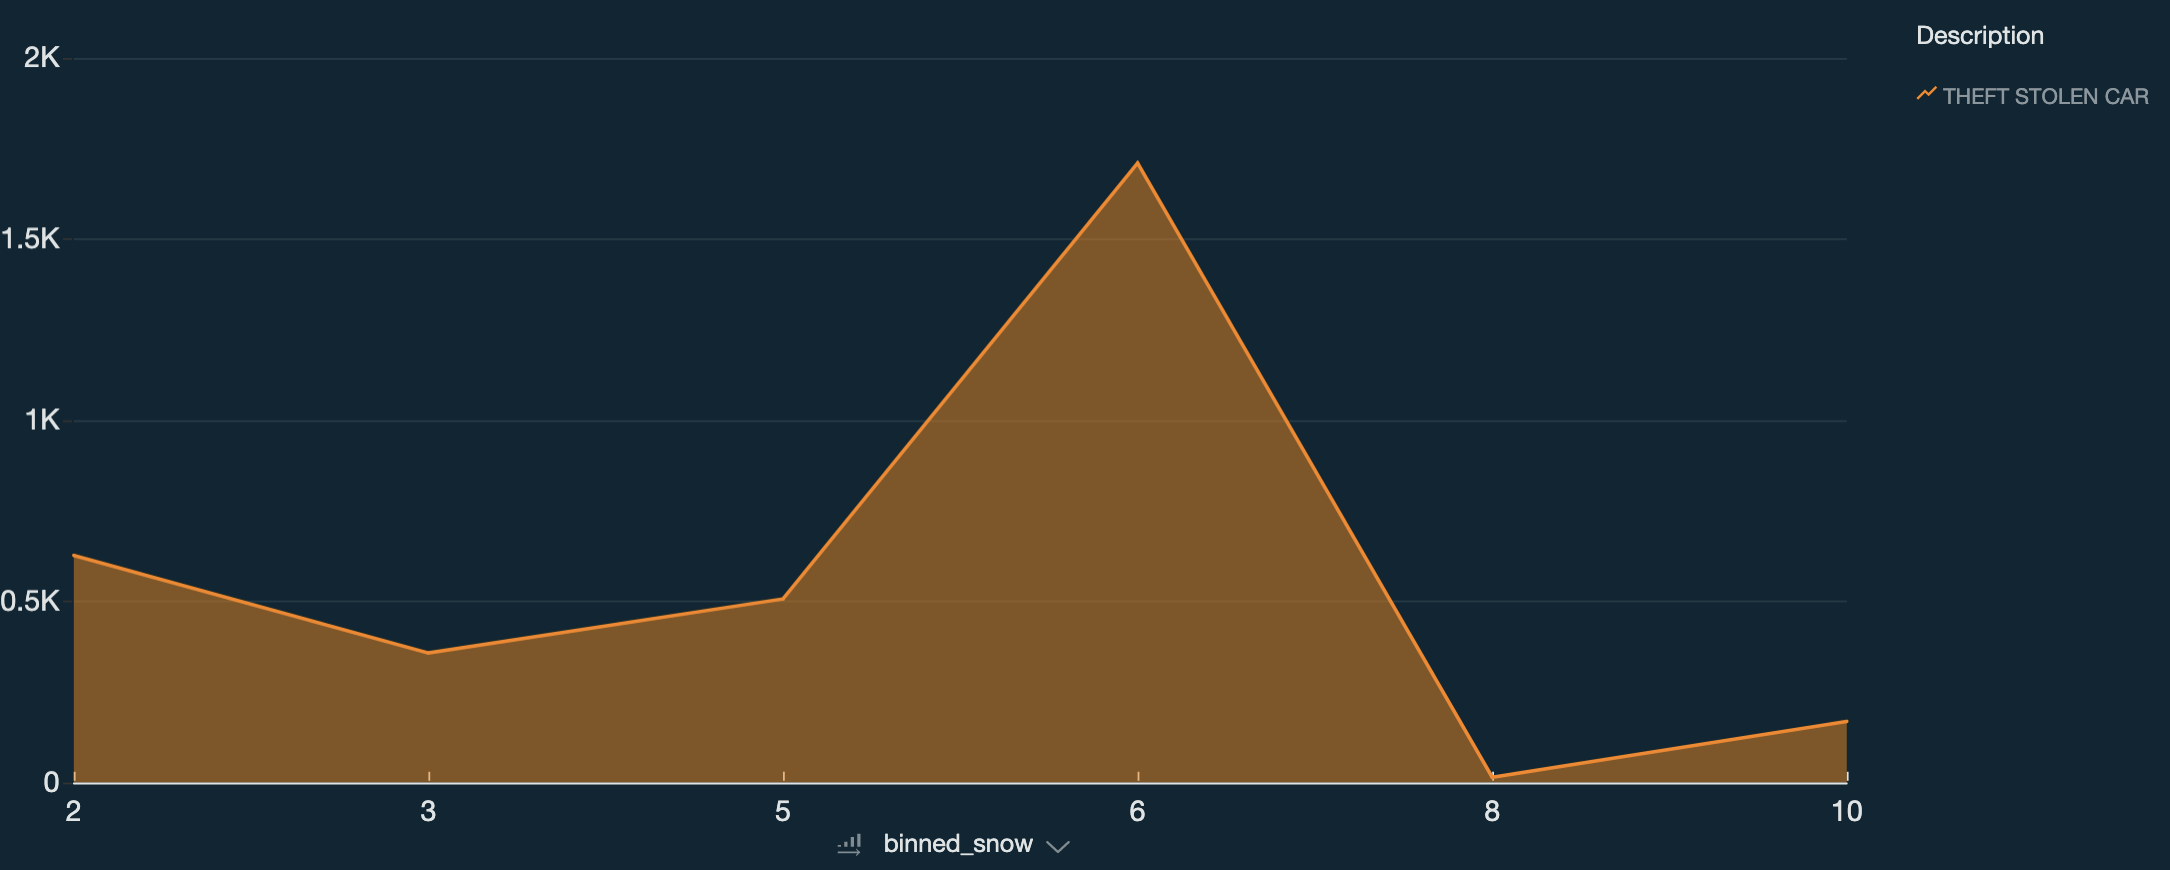 Description
THEFT STOLEN CAR
2K
1.5K
1K
0.5K
0
2 3 5 6 8 10
binned_snow